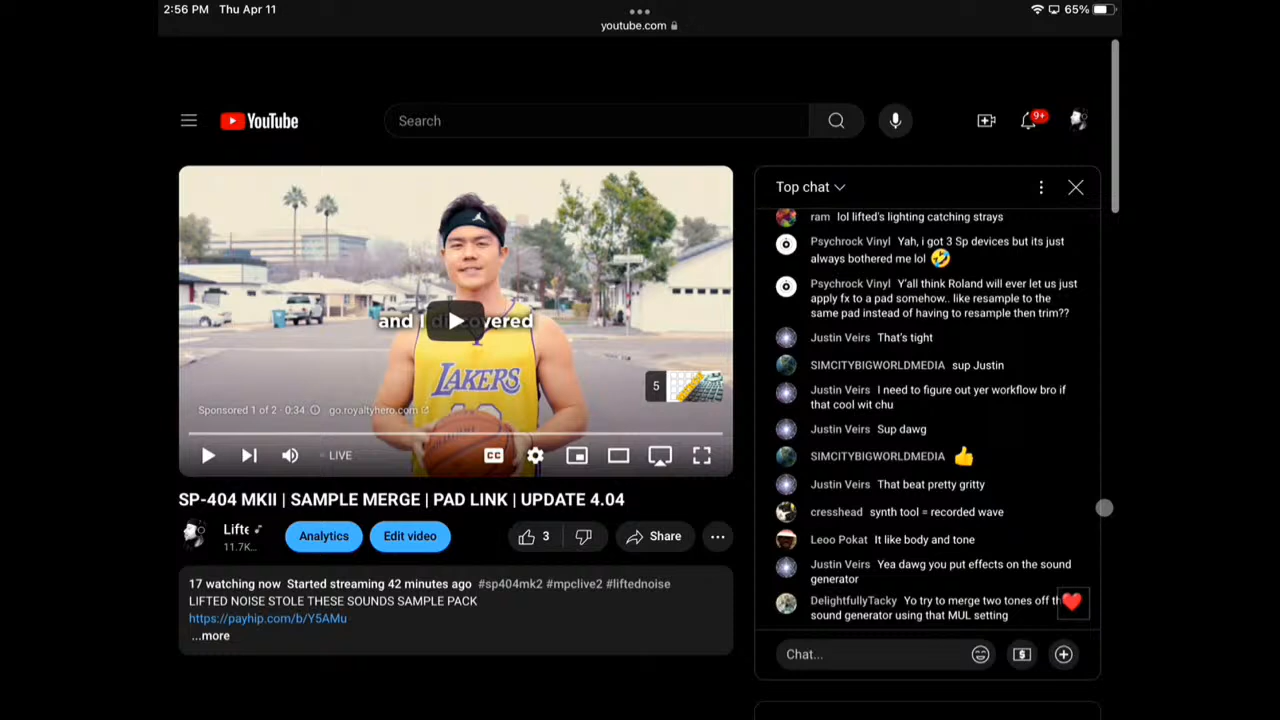 2:56 PM Thu Apr 11
65%
youtube.com
YouTube
Search
9+
Top chat
ram lol lifted's lighting catching strays
Psychrock Vinyl Yah, i got 3 Sp devices but its just
always bothered me lol 🤣
Psychrock Vinyl Y'all think Roland will ever let us just
apply fx to a pad somehow.. like resample to the
same pad instead of having to resample then trim??
Justin Veirs That's tight
SIMCITYBIGWORLDMEDIA sup Justin
Justin Veirs I need to figure out yer workflow bro if
that cool wit chu
Justin Veirs Sup dawg
SIMCITYBIGWORLDMEDIA 👍
Justin Veirs That beat pretty gritty
cresshead synth tool = recorded wave
Leoo Pokat It like body and tone
Justin Veirs Yea dawg you put effects on the sound
generator
DelightfullyTacky Yo try to merge two tones off th
sound generator using that MUL setting
Chat...
and I vered
LAKERS
5
Sponsored 1 of 2 · 0:34 go.royaltyhero.com
LIVE
CC
SP-404 MKII | SAMPLE MERGE | PAD LINK | UPDATE 4.04
Lifte
11.7K...
Analytics
Edit video
3
Share
17 watching now Started streaming 42 minutes ago #sp404mk2 #mpclive2 #liftednoise
LIFTED NOISE STOLE THESE SOUNDS SAMPLE PACK
https://payhip.com/b/Y5AMu
...more